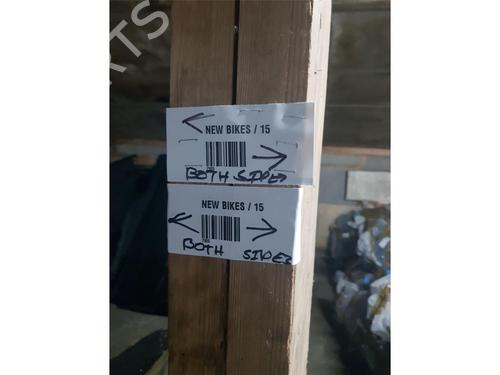 NEW BIKES / 15
BOTH SIDES
NEW BIKES / 15
BOTH SIDES